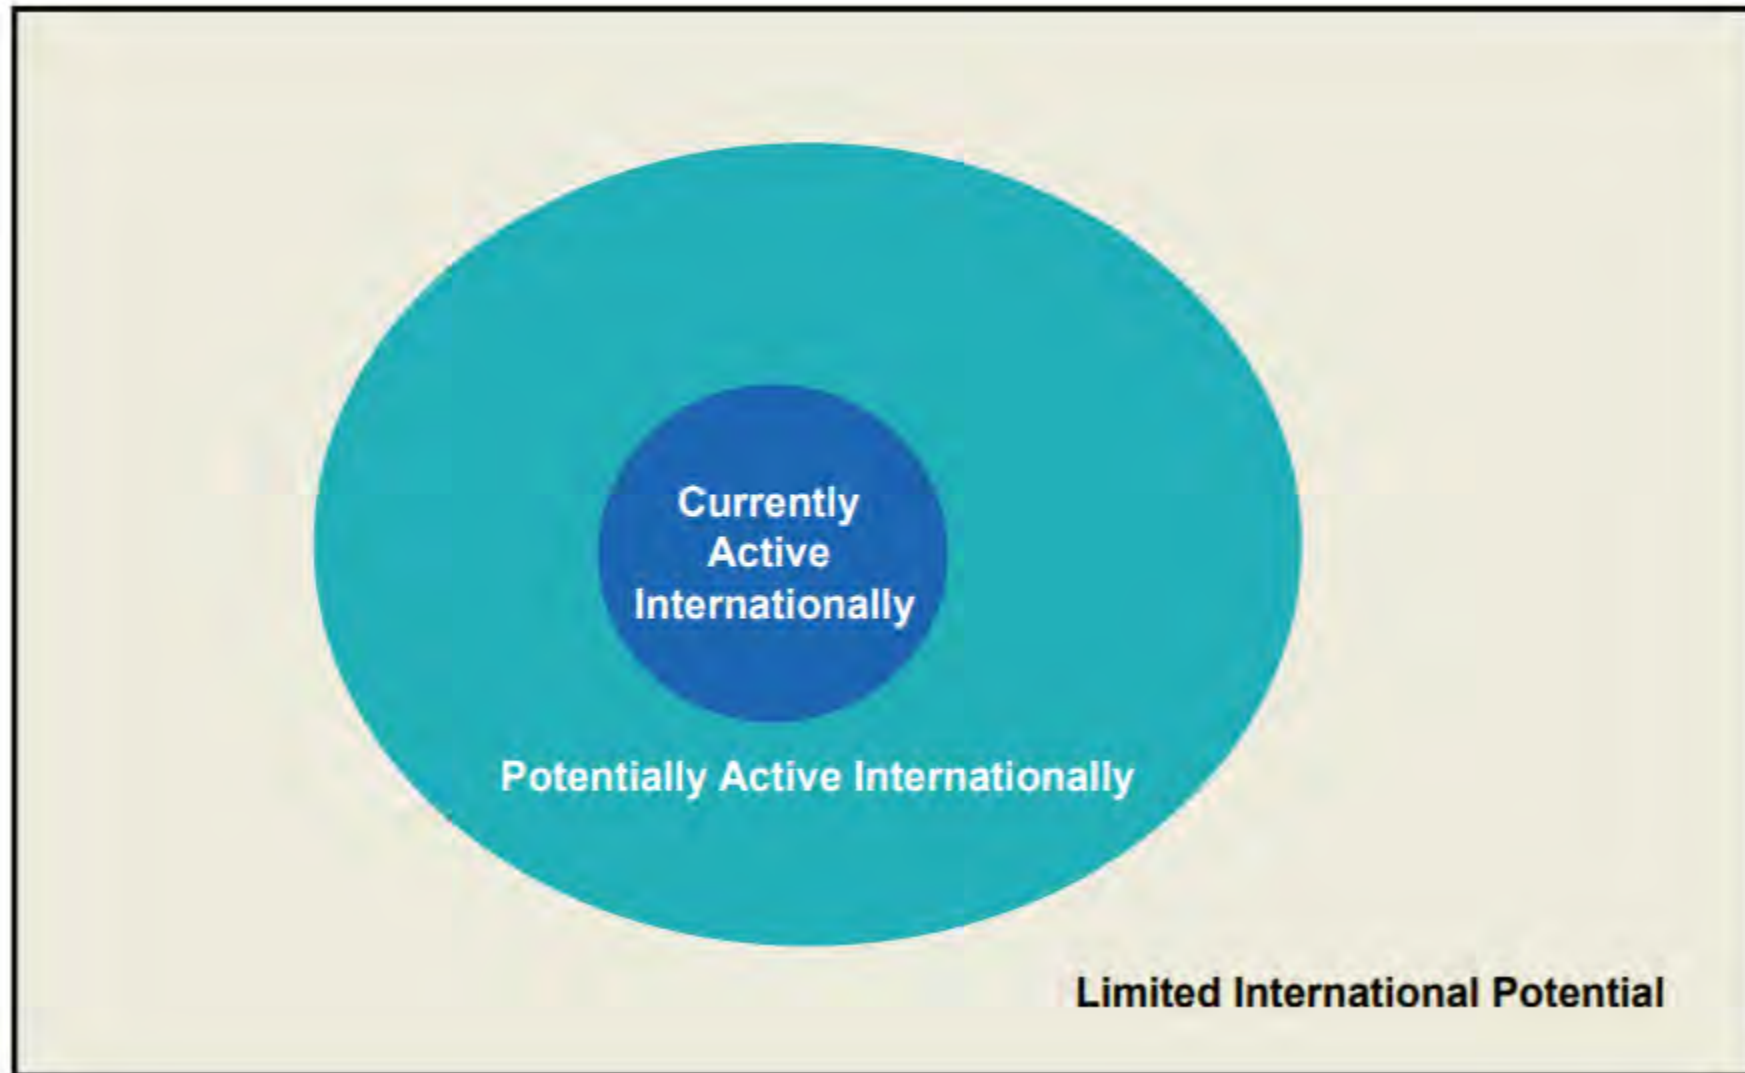 Currently
Active
Internationally
Potentially Active Internationally
Limited International Potential